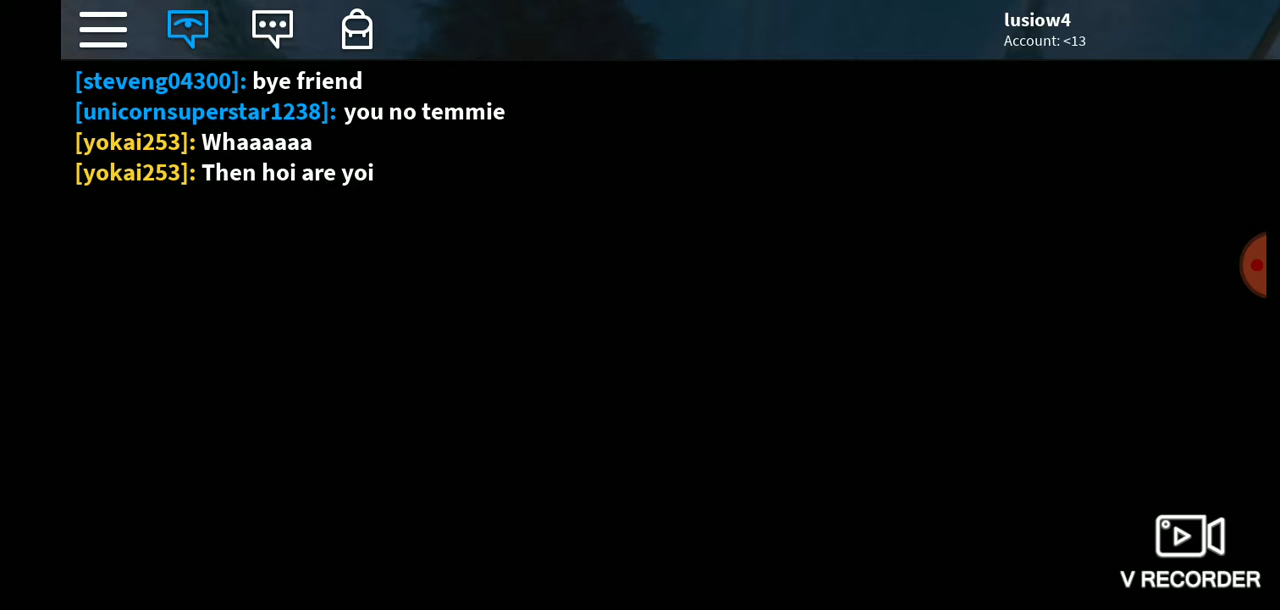 lusiow4
Account: <13
[steveng04300]: bye friend
[unicornsuperstar1238]: you no temmie
[yokai253]: Whaaaaaa
[yokai253]: Then hoi are yoi
V RECORDER